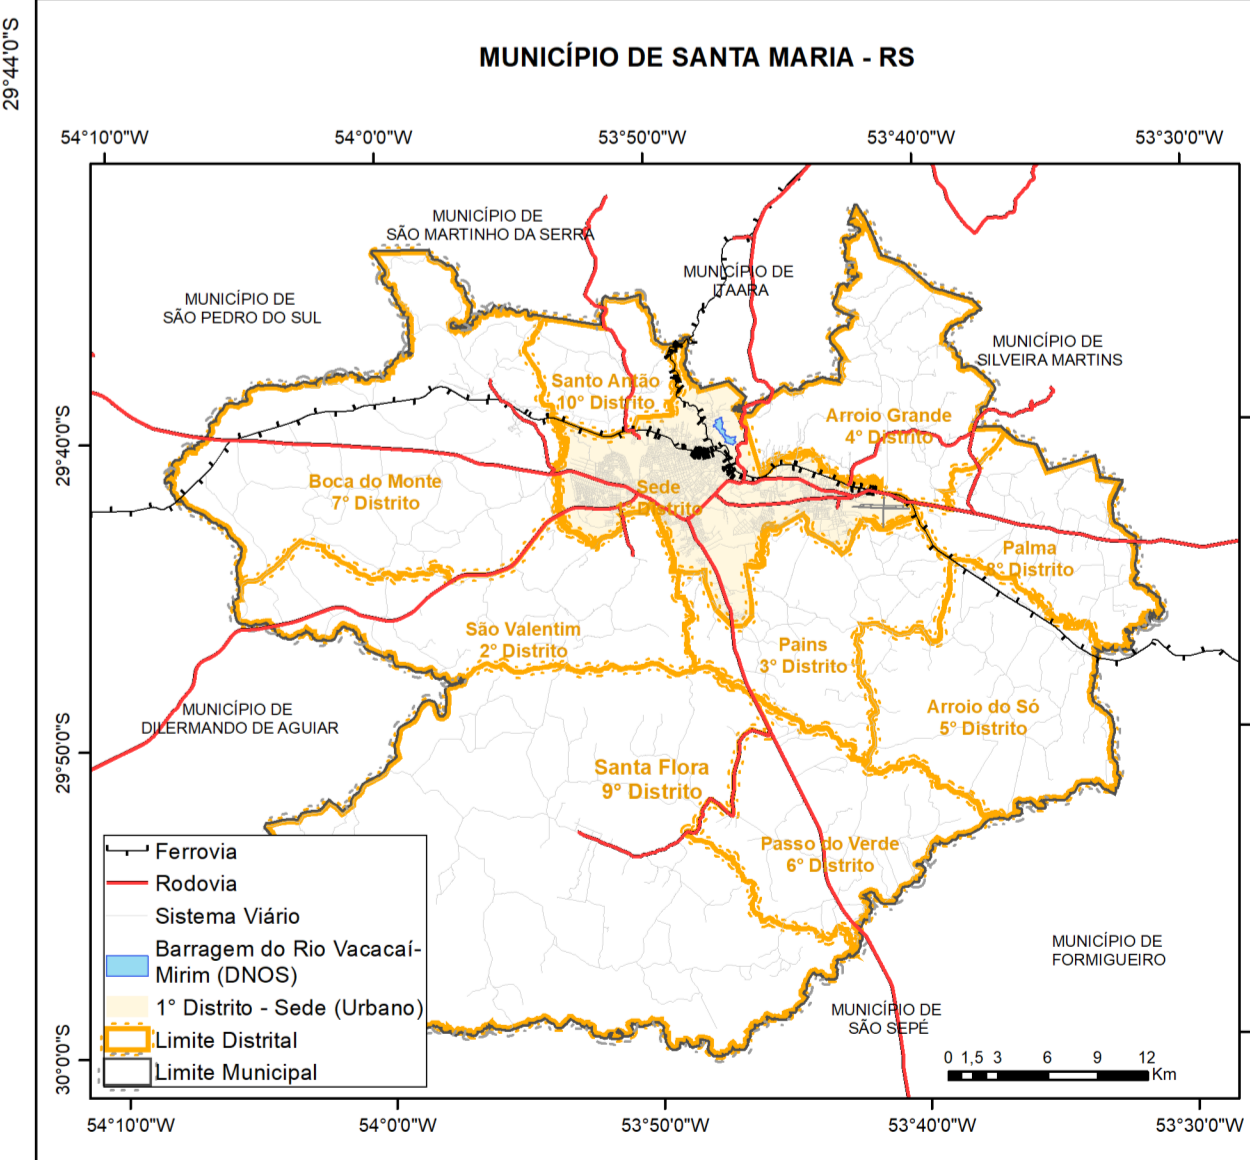 29°44'0"S
MUNICÍPIO DE SANTA MARIA - RS
54°10'0"W 54°0'0"W 53°50'0"W 53°40'0"W 53°30'0"W
MUNICÍPIO DE
SÃO MARTINHO DA SERRA
MUNICÍPIO DE
ITAARA
MUNICÍPIO DE
SÃO PEDRO DO SUL
MUNICÍPIO DE
SILVEIRA MARTINS
Santo Antão
10° Distrito
Arroio Grande
4° Distrito
29°40'0"S
Boca do Monte
7° Distrito
Sede
1° Distrito
Palma
8° Distrito
São Valentim
2° Distrito
Pains
3° Distrito
MUNICÍPIO DE
DILERMANDO DE AGUIAR
Arroio do Só
5° Distrito
29°50'0"S
Santa Flora
9° Distrito
Passo do Verde
6° Distrito
MUNICÍPIO DE
FORMIGUEIRO
MUNICÍPIO DE
SÃO SEPÉ
Ferrovia
Rodovia
Sistema Viário
Barragem do Rio Vacacaí-
Mirim (DNOS)
1° Distrito - Sede (Urbano)
Limite Distrital
Limite Municipal
30°0'0"S
0 1,5 3 6 9 12
Km
54°10'0"W 54°0'0"W 53°50'0"W 53°40'0"W 53°30'0"W